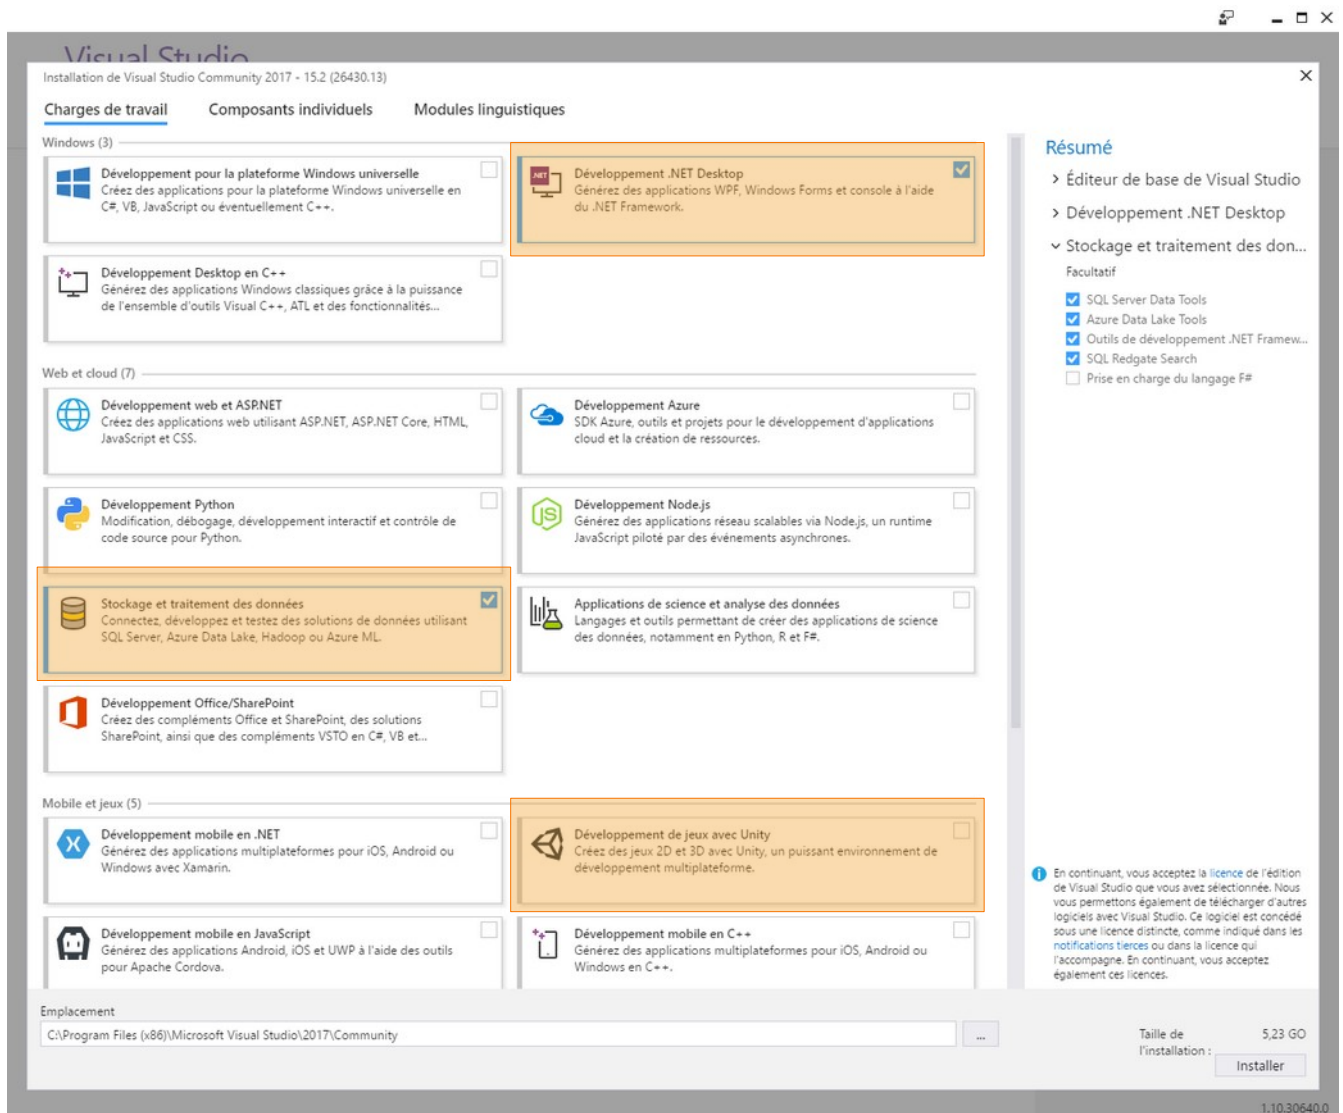 Visual Studio
Installation de Visual Studio Community 2017 - 15.2 (26430.13)
Charges de travail Composants individuels Modules linguistiques
Windows (3)
Développement pour la plateforme Windows universelle
Créez des applications pour la plateforme Windows universelle en
C#, VB, JavaScript ou éventuellement C++.
.NET
Développement .NET Desktop
Générez des applications WPF, Windows Forms et console à l'aide
du .NET Framework.
Développement Desktop en C++
Générez des applications Windows classiques grâce à la puissance
de l'ensemble d'outils Visual C++, ATL et des fonctionnalités...
Web et cloud (7)
Développement web et ASP.NET
Créez des applications web utilisant ASP.NET, ASP.NET Core, HTML,
JavaScript et CSS.
Développement Azure
SDK Azure, outils et projets pour le développement d'applications
cloud et la création de ressources.
Développement Python
Modification, débogage, développement interactif et contrôle de
code source pour Python.
JS
Développement Node.js
Générez des applications réseau scalables via Node.js, un runtime
JavaScript piloté par des événements asynchrones.
Stockage et traitement des données
Connectez, développez et testez des solutions de données utilisant
SQL Server, Azure Data Lake, Hadoop ou Azure ML.
Applications de science et analyse des données
Langages et outils permettant de créer des applications de science
des données, notamment en Python, R et F#.
Développement Office/SharePoint
Créez des compléments Office et SharePoint, des solutions
SharePoint, ainsi que des compléments VSTO en C#, VB et...
Mobile et jeux (5)
Développement mobile en .NET
Générez des applications multiplateformes pour iOS, Android ou
Windows avec Xamarin.
Développement de jeux avec Unity
Créez des jeux 2D et 3D avec Unity, un puissant environnement de
développement multiplateforme.
Développement mobile en JavaScript
Générez des applications Android, iOS et UWP à l'aide des outils
pour Apache Cordova.
Développement mobile en C++
Générez des applications multiplateformes pour iOS, Android ou
Windows en C++.
Résumé
Éditeur de base de Visual Studio
Développement .NET Desktop
Stockage et traitement des don...
Facultatif
SQL Server Data Tools
Azure Data Lake Tools
Outils de développement .NET Framew...
SQL Redgate Search
Prise en charge du langage F#
En continuant, vous acceptez la licence de l'édition
de Visual Studio que vous avez sélectionnée. Nous
vous permettons également de télécharger d'autres
logiciels avec Visual Studio. Ce logiciel est concédé
sous une licence distincte, comme indiqué dans les
notifications tierces ou dans la licence qui
l'accompagne. En continuant, vous acceptez
également ces licences.
Emplacement
C:\Program Files (x86)\Microsoft Visual Studio\2017\Community
...
Taille de 5,23 GO
l'installation :
Installer
1.10.30640.0